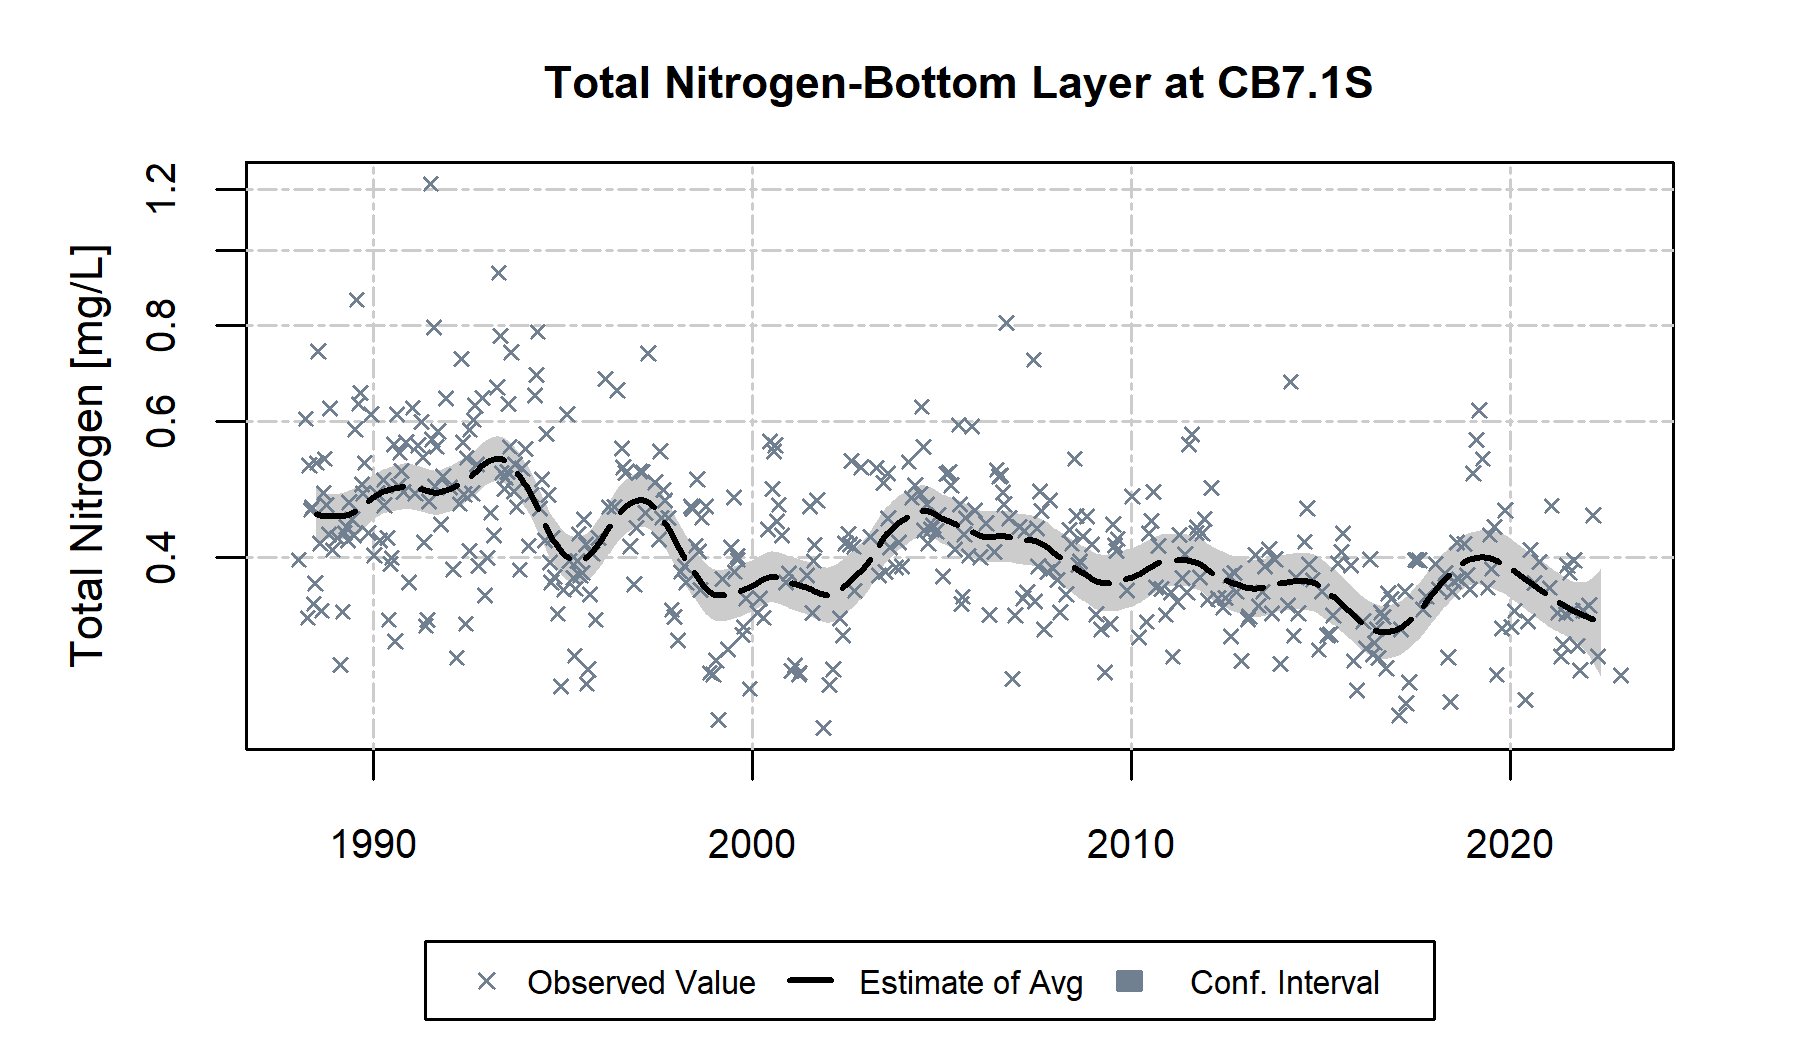 Total Nitrogen-Bottom Layer at CB7.1S
Total Nitrogen [mg/L]
1.2
0.8
0.6
0.4
1990 2000 2010 2020
Observed Value Estimate of Avg Conf. Interval